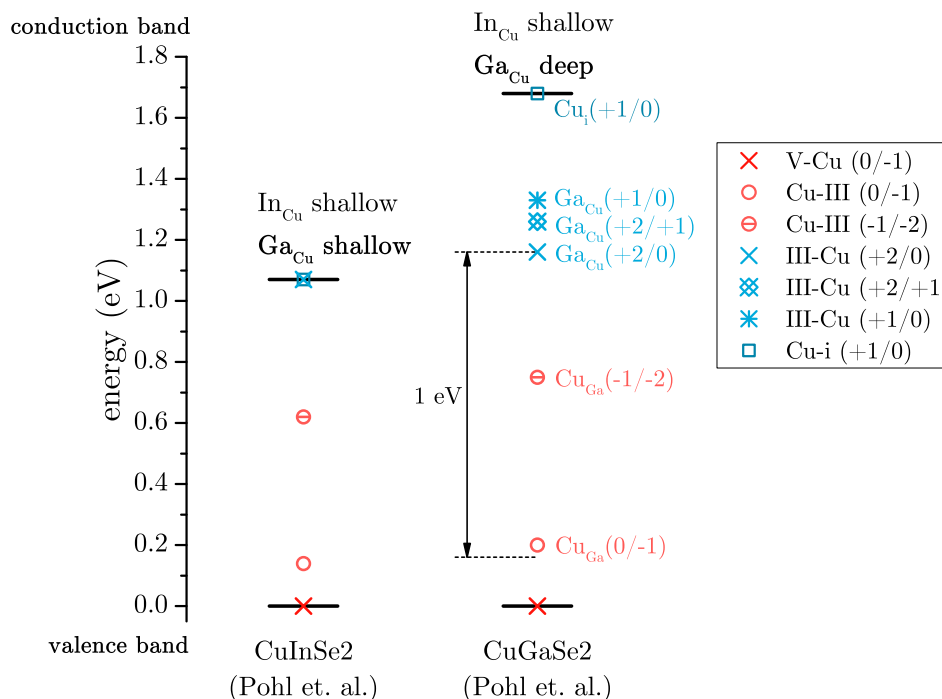 conduction band
In_Cu shallow
Ga_Cu deep
1.8
1.6
1.4
1.2
1.0
0.8
0.6
0.4
0.2
0.0
energy (eV)
valence band
In_Cu shallow
Ga_Cu shallow
Cu_i(+1/0)
Ga_Cu(+1/0)
Ga_Cu(+2/+1)
Ga_Cu(+2/0)
1 eV
Cu_Ga(-1/-2)
Cu_Ga(0/-1)
CuInSe2
(Pohl et. al.)
CuGaSe2
(Pohl et. al.)
V-Cu (0/-1)
Cu-III (0/-1)
Cu-III (-1/-2)
III-Cu (+2/0)
III-Cu (+2/+1
III-Cu (+1/0)
Cu-i (+1/0)